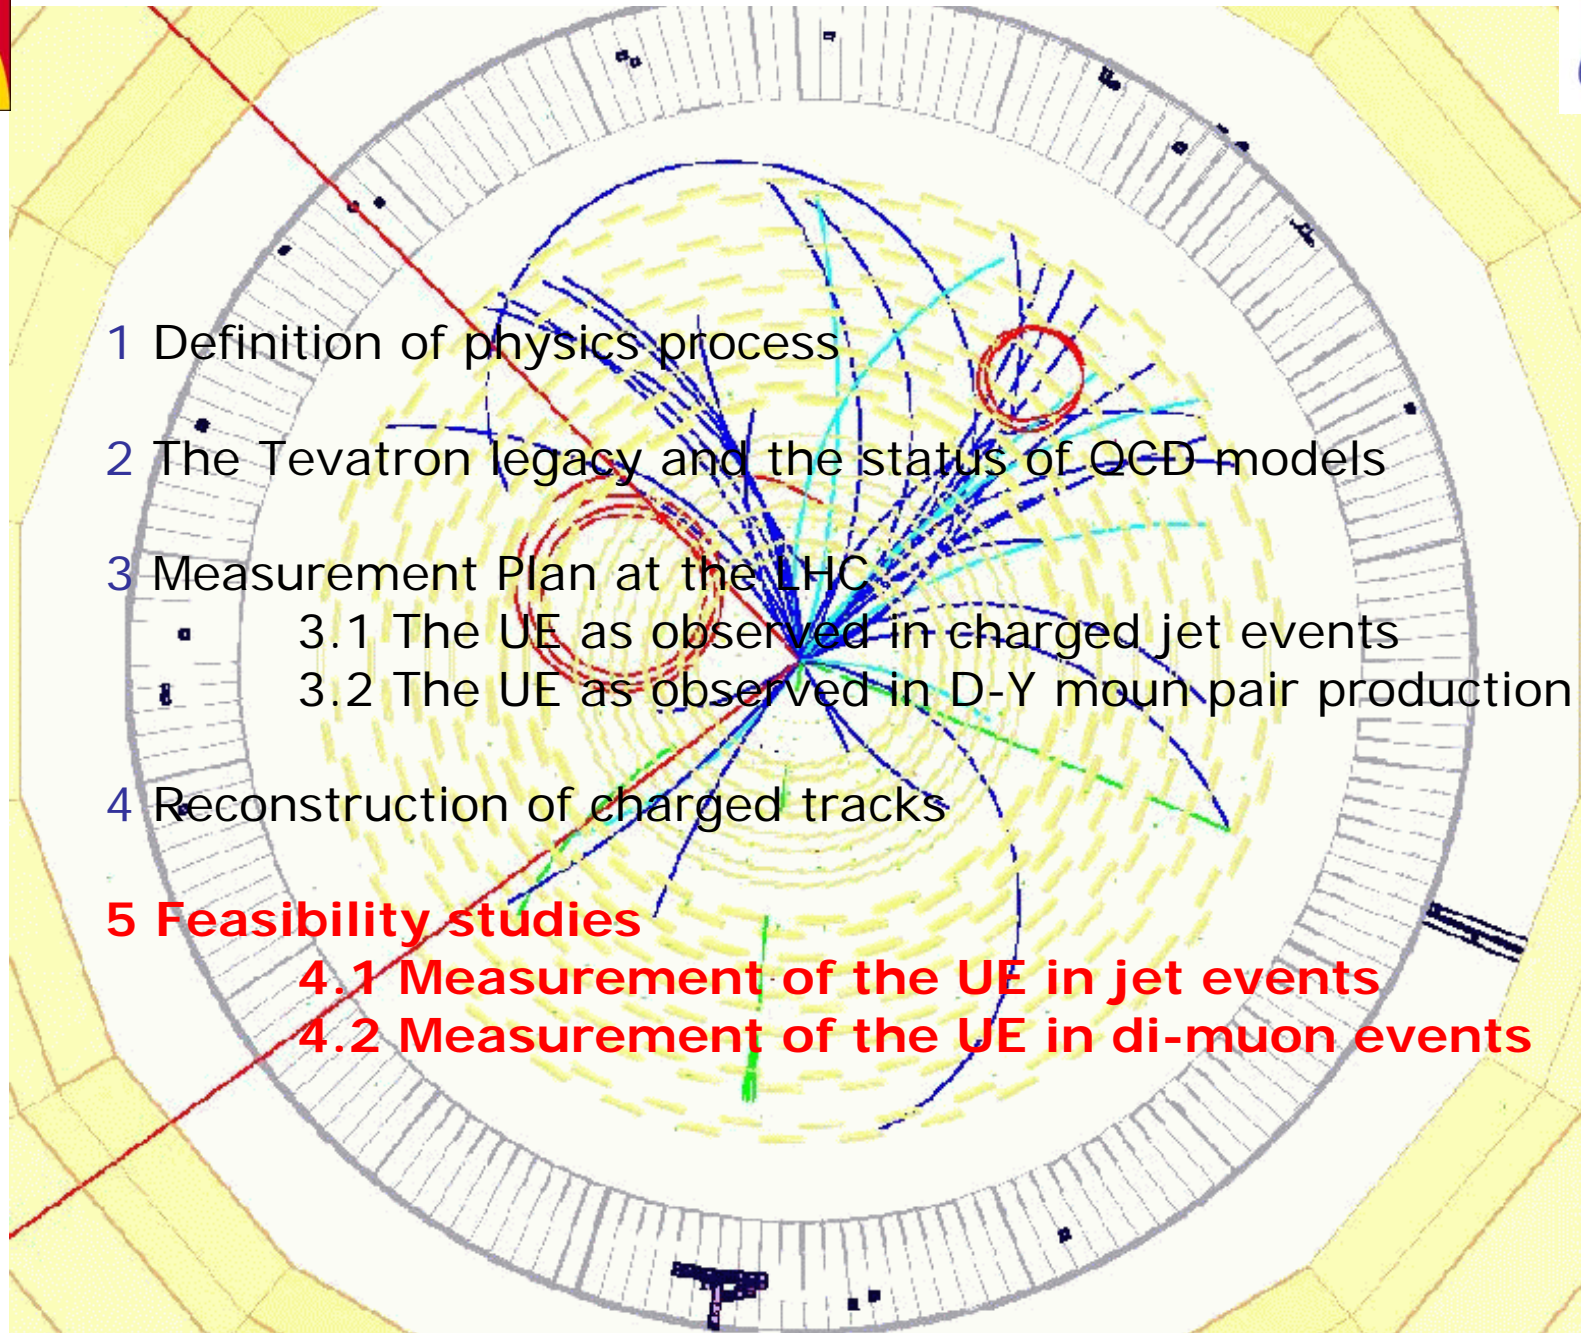 1 Definition of physics process
2 The Tevatron legacy and the status of QCD models
3 Measurement Plan at the LHC
3.1 The UE as observed in charged jet events
3.2 The UE as observed in D-Y moun pair production
4 Reconstruction of charged tracks
5 Feasibility studies
4.1 Measurement of the UE in jet events
4.2 Measurement of the UE in di-muon events